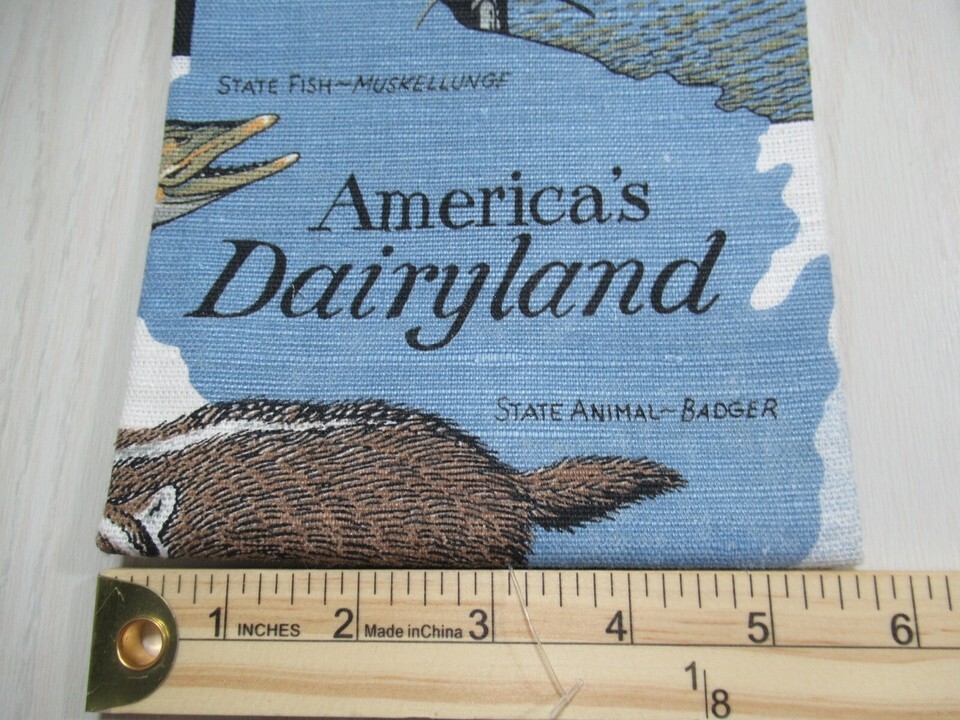 STATE FISH~MUSKELLUNGE
America's
Dairyland
STATE ANIMAL~BADGER
1 INCHES 2 Made in China 3 4 5 6
1/8